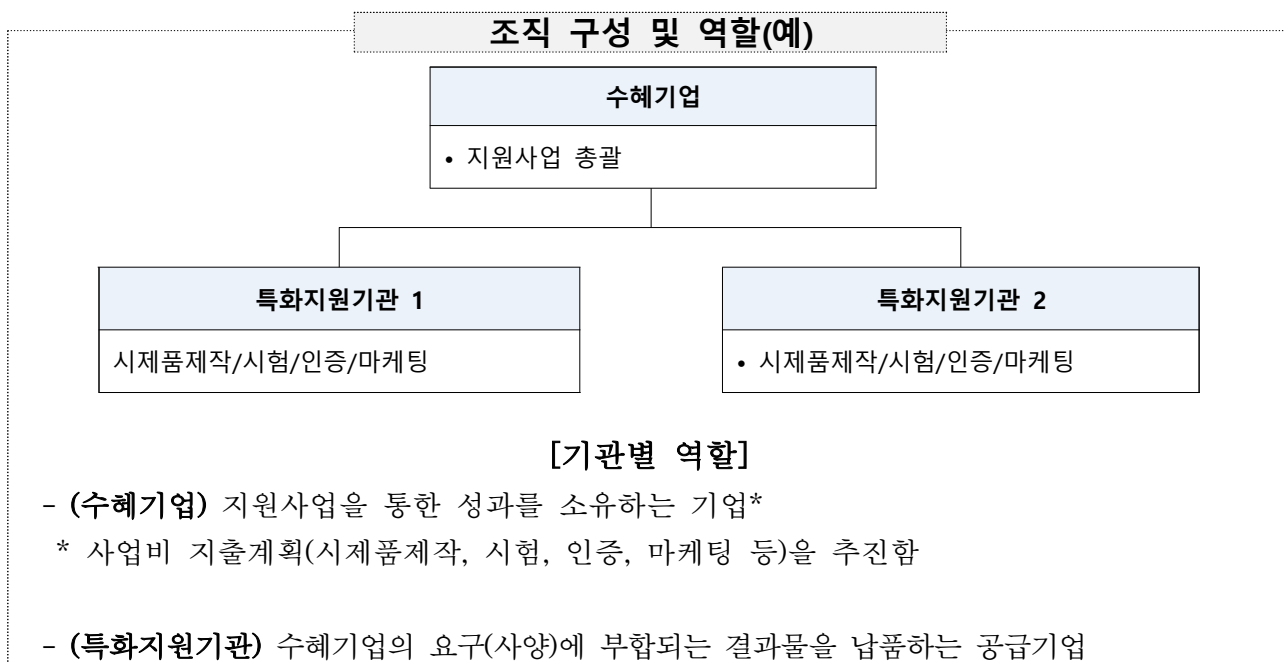 조직 구성 및 역할(예)
수혜기업
• 지원사업 총괄
특화지원기관 1
시제품제작/시험/인증/마케팅
특화지원기관 2
• 시제품제작/시험/인증/마케팅
[기관별 역할]
- (수혜기업) 지원사업을 통한 성과를 소유하는 기업*
* 사업비 지출계획(시제품제작, 시험, 인증, 마케팅 등)을 추진함
- (특화지원기관) 수혜기업의 요구(사양)에 부합되는 결과물을 납품하는 공급기업